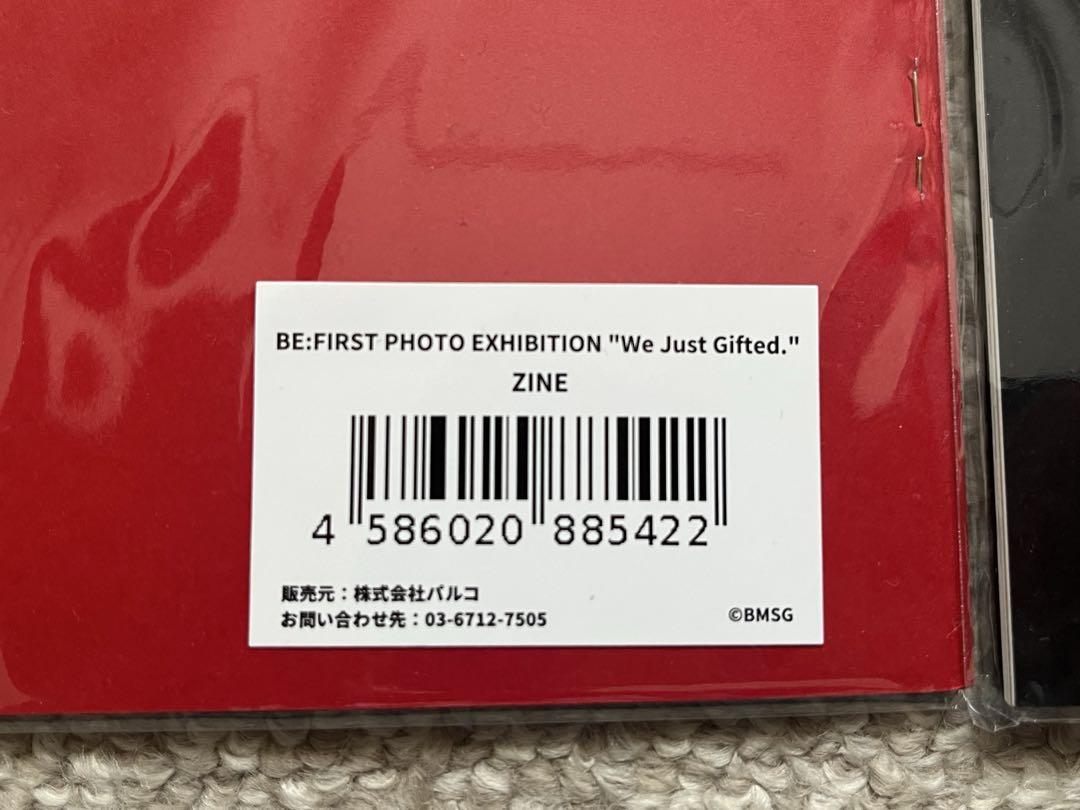 BE:FIRST PHOTO EXHIBITION "We Just Gifted."
ZINE
4 586020 885422
販売元：株式会社パルコ
お問い合わせ先：03-6712-7505
©BMSG